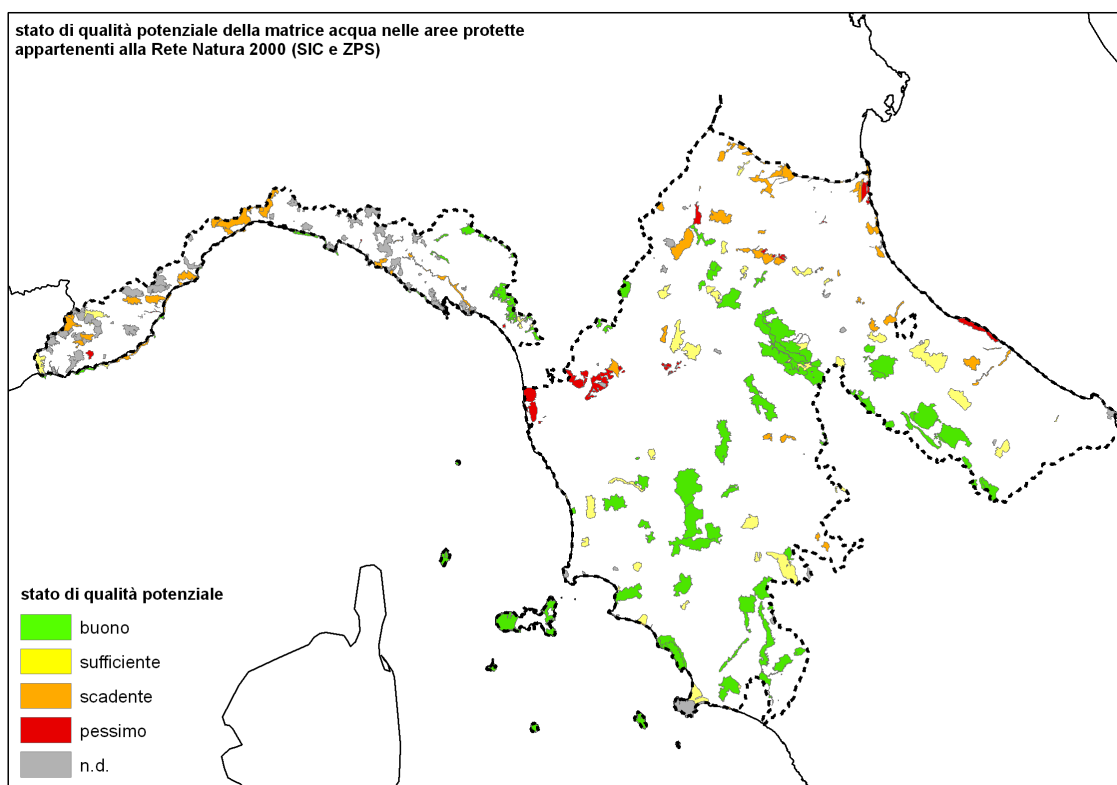 stato di qualità potenziale della matrice acqua nelle aree protette
appartenenti alla Rete Natura 2000 (SIC e ZPS)
stato di qualità potenziale
buono
sufficiente
scadente
pessimo
n.d.